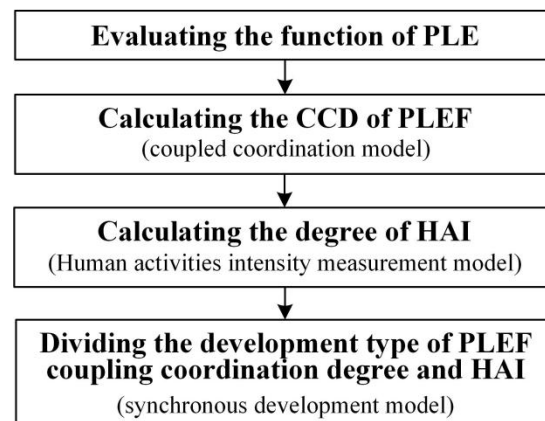 Evaluating the function of PLE
Calculating the CCD of PLEF
(coupled coordination model)
Calculating the degree of HAI
(Human activities intensity measurement model)
Dividing the development type of PLEF
coupling coordination degree and HAI
(synchronous development model)